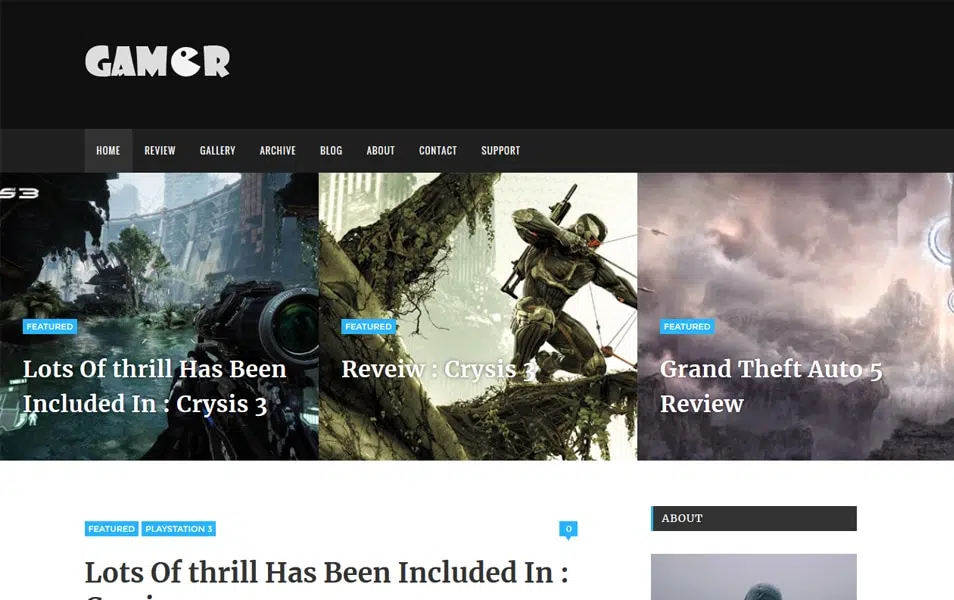 GAMER
HOME REVIEW GALLERY ARCHIVE BLOG ABOUT CONTACT SUPPORT
S 3
FEATURED
Lots Of thrill Has Been
Included In : Crysis 3
FEATURED
Reveiw : Crysis 3
FEATURED
Grand Theft Auto 5
Review
FEATURED PLAYSTATION 3
0
Lots Of thrill Has Been Included In :
ABOUT